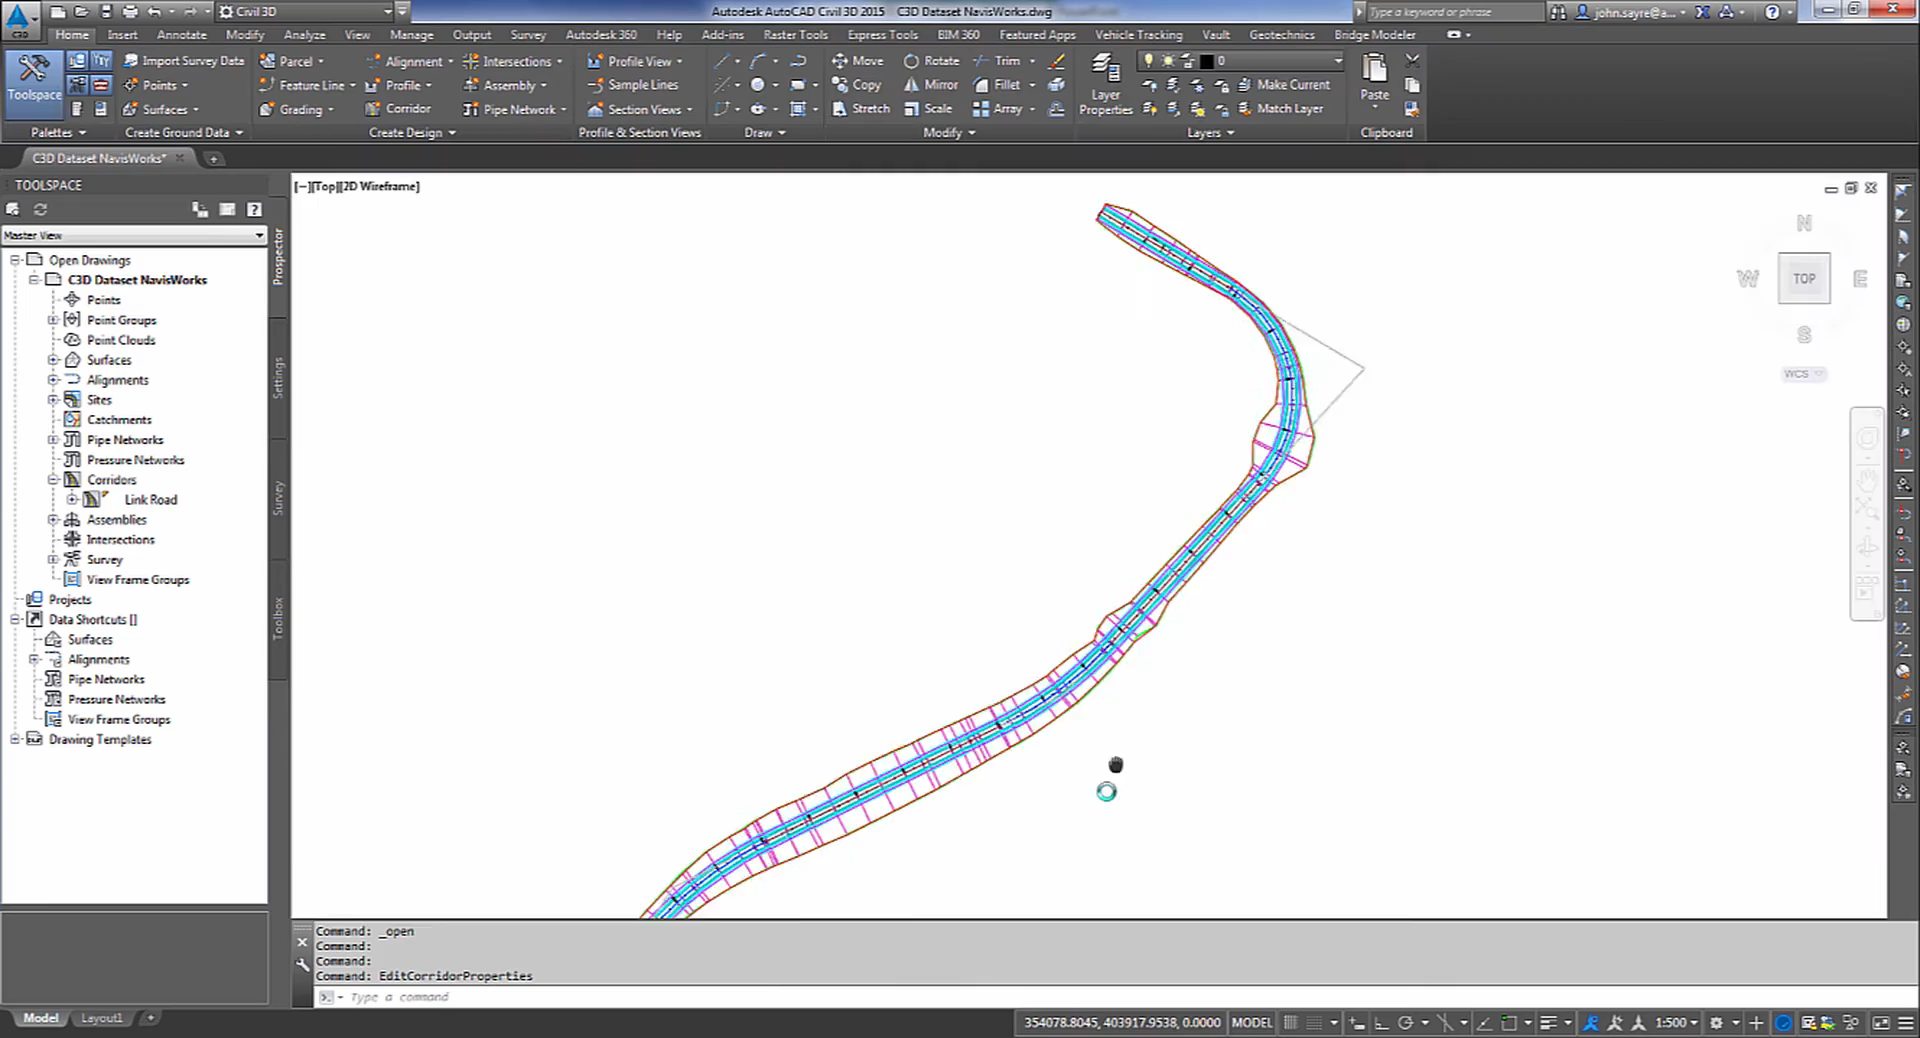 Civil 3D
Autodesk AutoCAD Civil 3D 2015 C3D Dataset NavisWorks.dwg
Type a keyword or phrase
john.sayre@a...
C3D
Home Insert Annotate Modify Analyze View Manage Output Survey Autodesk 360 Help Add-ins Raster Tools Express Tools BIM 360 Featured Apps Vehicle Tracking Vault Geotechnics Bridge Modeler
Import Survey Data Parcel Alignment Intersections Profile View Move Rotate Trim 0
Toolspace Points Feature Line Profile Assembly Sample Lines Copy Mirror Fillet Layer Properties Make Current Paste
Surfaces Grading Corridor Pipe Network Section Views Stretch Scale Array Match Layer
Palettes Create Ground Data Create Design Profile & Section Views Draw Modify Layers Clipboard
C3D Dataset NavisWorks*
TOOLSPACE
[−][Top][2D Wireframe]
Master View
Open Drawings
C3D Dataset NavisWorks
Points
Point Groups
Point Clouds
Surfaces
Alignments
Sites
Catchments
Pipe Networks
Pressure Networks
Corridors
Link Road
Assemblies
Intersections
Survey
View Frame Groups
Projects
Data Shortcuts []
Surfaces
Alignments
Pipe Networks
Pressure Networks
View Frame Groups
Drawing Templates
Prospector
Settings
Survey
Toolbox
N
W TOP E
S
WCS
Command: _open
Command:
Command:
Command: EditCorridorProperties
Type a command
Model Layout1
354078.8045, 403917.9538, 0.0000 MODEL 1:500